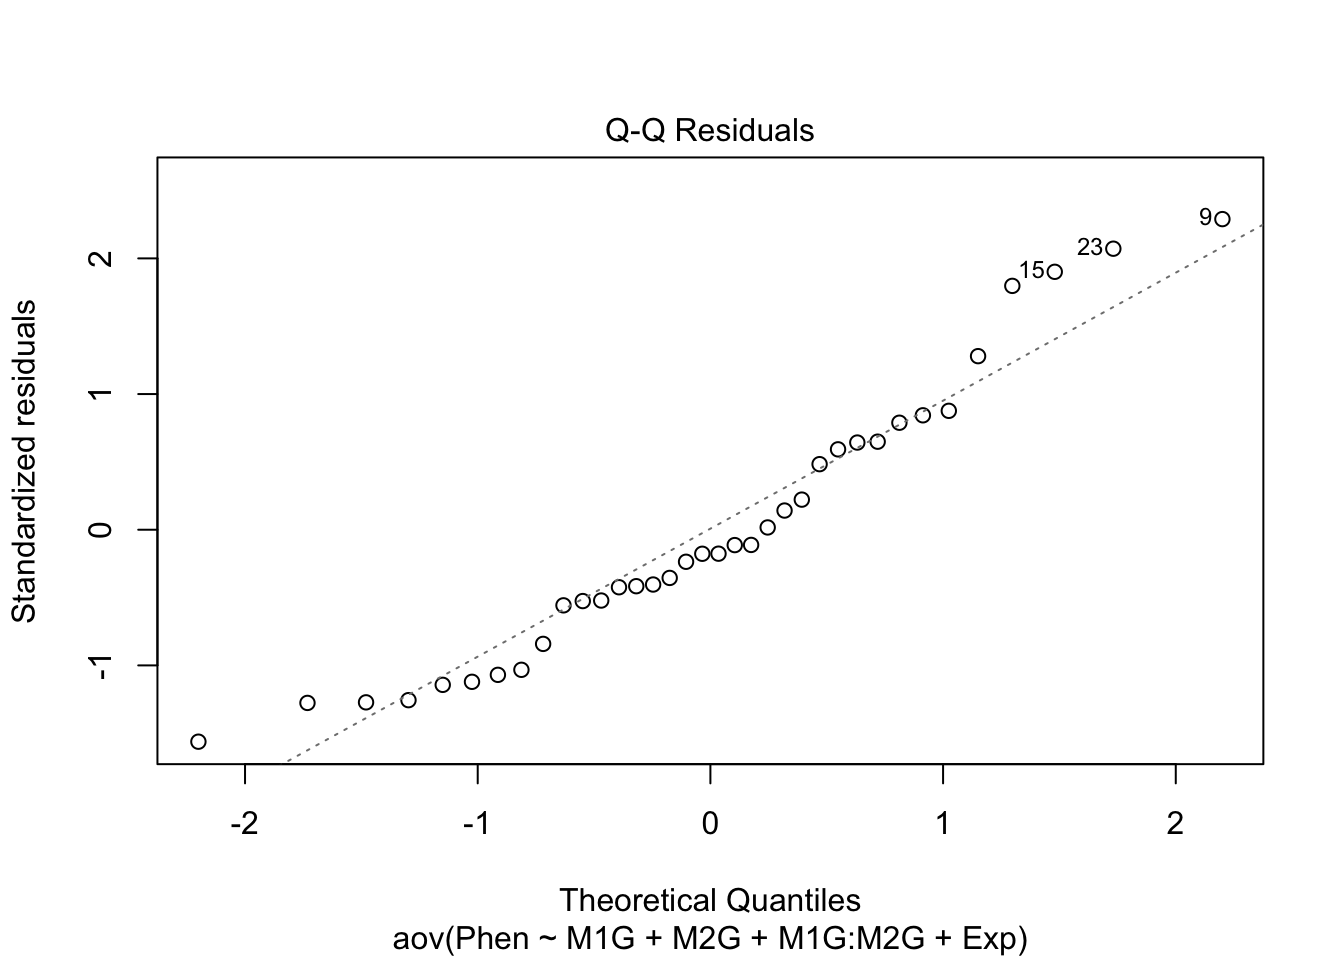 Q-Q Residuals
Standardized residuals
2
1
0
-1
9
23
15
-2 -1 0 1 2
Theoretical Quantiles
aov(Phen ~ M1G + M2G + M1G:M2G + Exp)